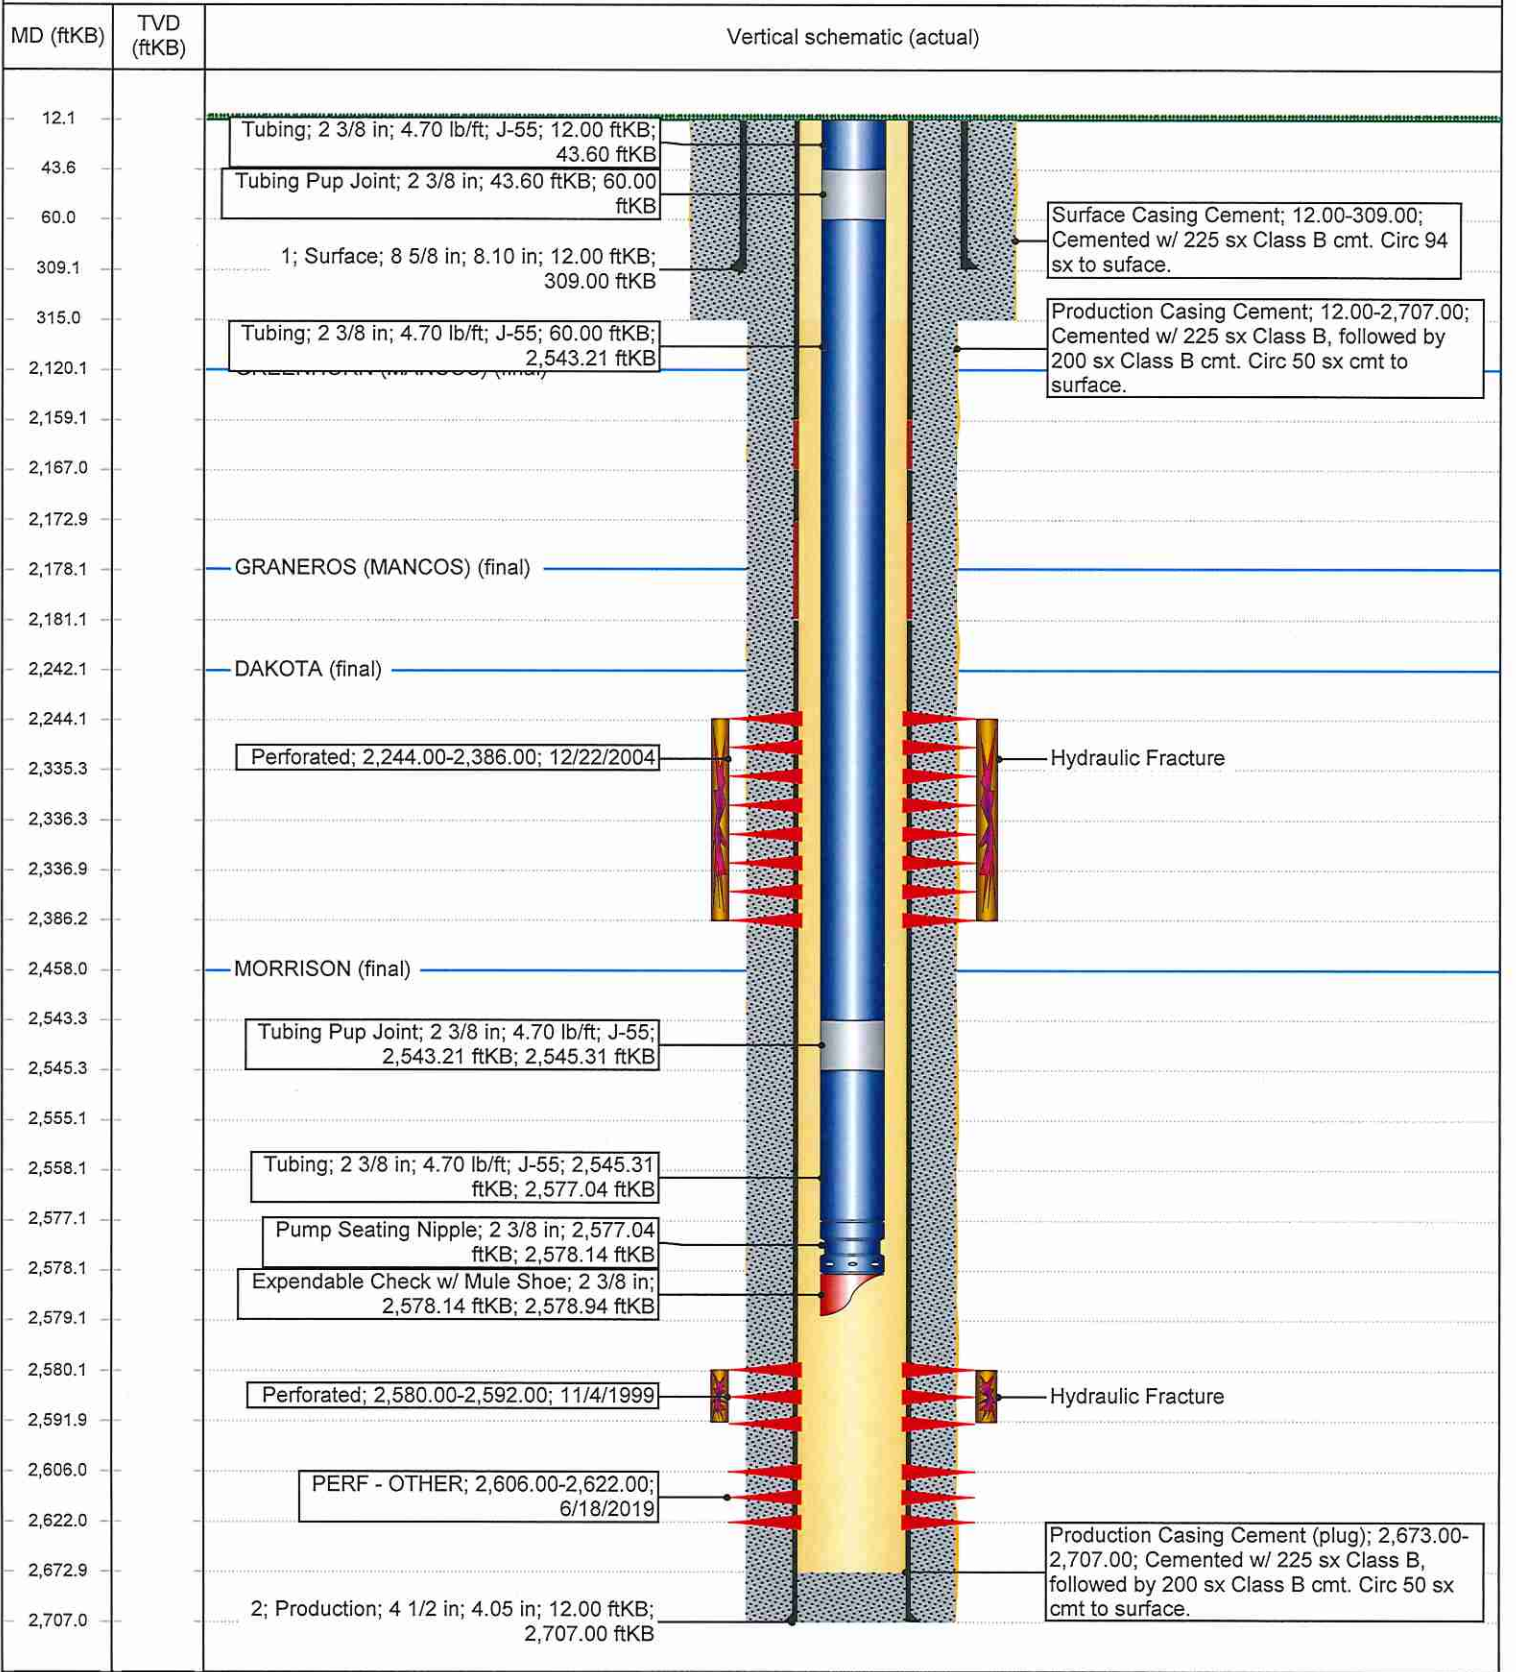 MD (ftKB)
TVD
(ftKB)
Vertical schematic (actual)
12.1
Tubing; 2 3/8 in; 4.70 lb/ft; J-55; 12.00 ftKB;
43.60 ftKB
43.6
Tubing Pup Joint; 2 3/8 in; 43.60 ftKB; 60.00
ftKB
60.0
Surface Casing Cement; 12.00-309.00;
Cemented w/ 225 sx Class B cmt. Circ 94
sx to suface.
1; Surface; 8 5/8 in; 8.10 in; 12.00 ftKB;
309.00 ftKB
309.1
315.0
Production Casing Cement; 12.00-2,707.00;
Cemented w/ 225 sx Class B, followed by
200 sx Class B cmt. Circ 50 sx cmt to
surface.
Tubing; 2 3/8 in; 4.70 lb/ft; J-55; 60.00 ftKB;
2,543.21 ftKB
2,120.1
GREENHORN (MANCOS) (final)
2,159.1
2,167.0
2,172.9
2,178.1
GRANEROS (MANCOS) (final)
2,181.1
2,242.1
DAKOTA (final)
2,244.1
Perforated; 2,244.00-2,386.00; 12/22/2004
Hydraulic Fracture
2,335.3
2,336.3
2,336.9
2,386.2
2,458.0
MORRISON (final)
2,543.3
Tubing Pup Joint; 2 3/8 in; 4.70 lb/ft; J-55;
2,543.21 ftKB; 2,545.31 ftKB
2,545.3
2,555.1
2,558.1
Tubing; 2 3/8 in; 4.70 lb/ft; J-55; 2,545.31
ftKB; 2,577.04 ftKB
2,577.1
Pump Seating Nipple; 2 3/8 in; 2,577.04
ftKB; 2,578.14 ftKB
2,578.1
Expendable Check w/ Mule Shoe; 2 3/8 in;
2,578.14 ftKB; 2,578.94 ftKB
2,579.1
2,580.1
Perforated; 2,580.00-2,592.00; 11/4/1999
Hydraulic Fracture
2,591.9
2,606.0
PERF - OTHER; 2,606.00-2,622.00;
6/18/2019
2,622.0
Production Casing Cement (plug); 2,673.00-
2,707.00; Cemented w/ 225 sx Class B,
followed by 200 sx Class B cmt. Circ 50 sx
cmt to surface.
2,672.9
2; Production; 4 1/2 in; 4.05 in; 12.00 ftKB;
2,707.00 ftKB
2,707.0